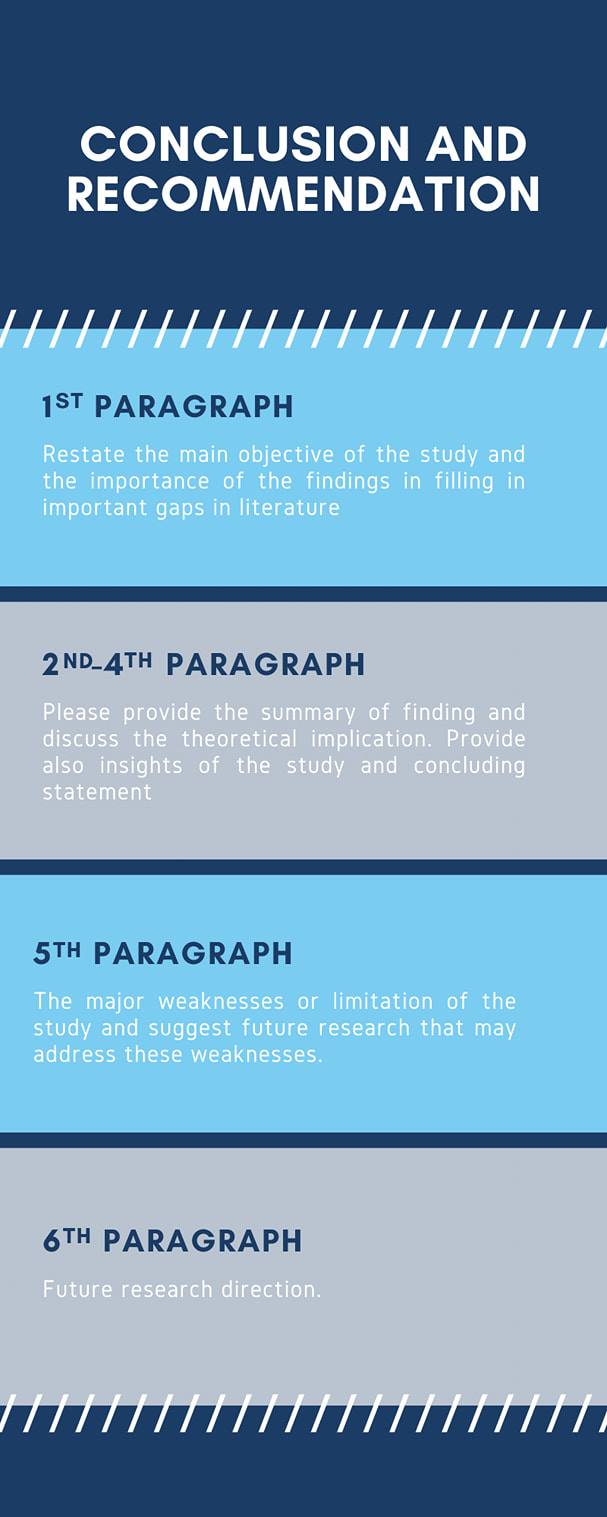 CONCLUSION AND
RECOMMENDATION
1ST PARAGRAPH
Restate the main objective of the study and
the importance of the findings in filling in
important gaps in literature
2ND-4TH PARAGRAPH
Please provide the summary of finding and
discuss the theoretical implication. Provide
also insights of the study and concluding
statement
5TH PARAGRAPH
The major weaknesses or limitation of the
study and suggest future research that may
address these weaknesses.
6TH PARAGRAPH
Future research direction.